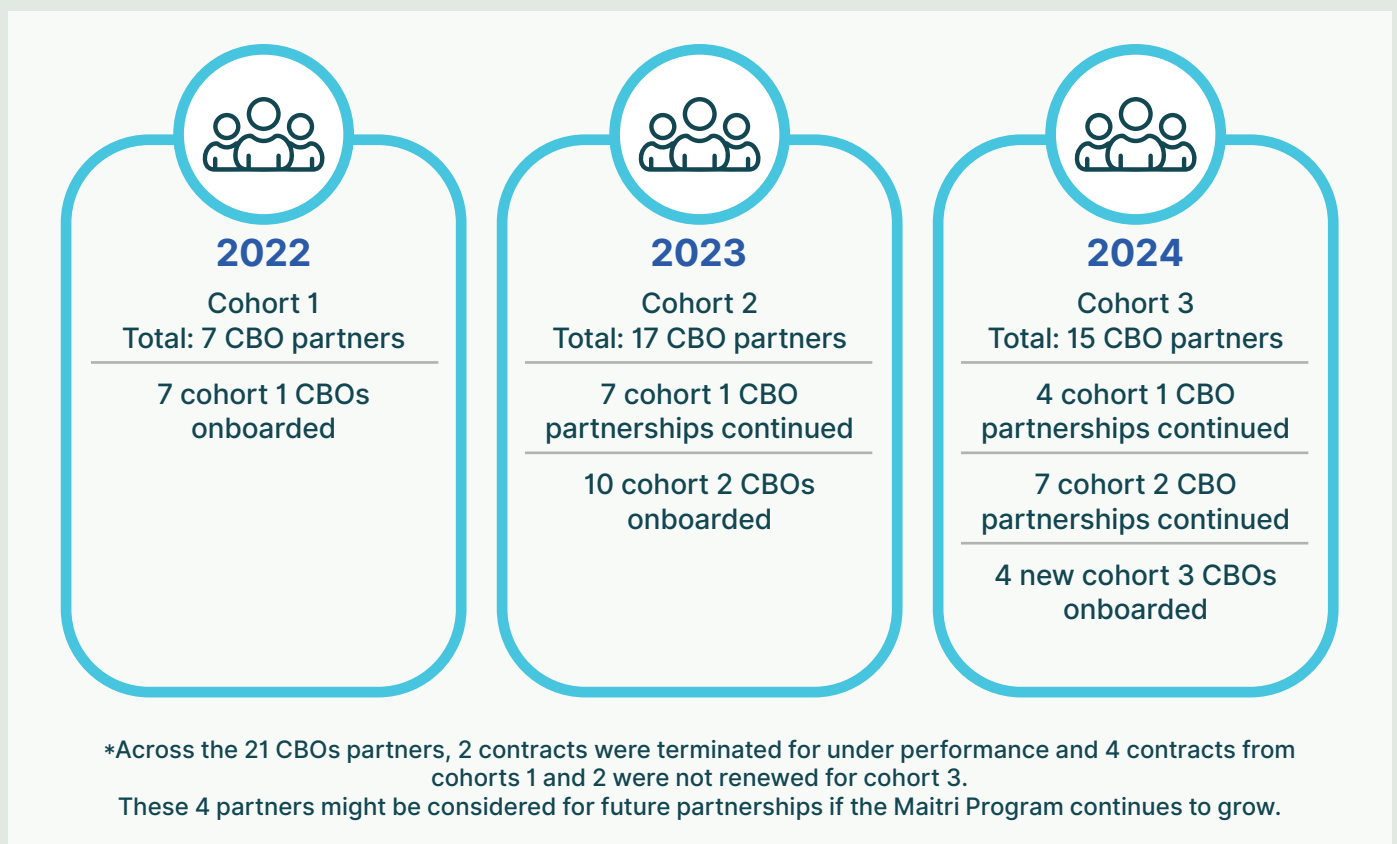 2022
Cohort 1
Total: 7 CBO partners
7 cohort 1 CBOs
onboarded
2023
Cohort 2
Total: 17 CBO partners
7 cohort 1 CBO
partnerships continued
10 cohort 2 CBOs
onboarded
2024
Cohort 3
Total: 15 CBO partners
4 cohort 1 CBO
partnerships continued
7 cohort 2 CBO
partnerships continued
4 new cohort 3 CBOs
onboarded
*Across the 21 CBOs partners, 2 contracts were terminated for under performance and 4 contracts from
cohorts 1 and 2 were not renewed for cohort 3.
These 4 partners might be considered for future partnerships if the Maitri Program continues to grow.